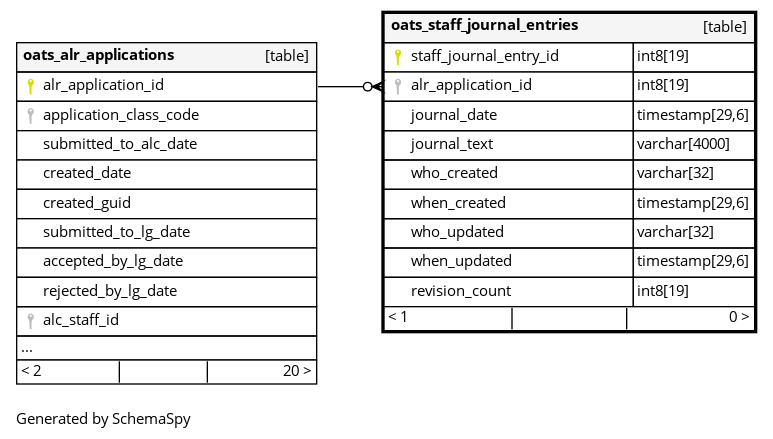 oats_alr_applications [table]
alr_application_id
application_class_code
submitted_to_alc_date
created_date
created_guid
submitted_to_lg_date
accepted_by_lg_date
rejected_by_lg_date
alc_staff_id
...
< 2 20 >
oats_staff_journal_entries [table]
staff_journal_entry_id int8[19]
alr_application_id int8[19]
journal_date timestamp[29,6]
journal_text varchar[4000]
who_created varchar[32]
when_created timestamp[29,6]
who_updated varchar[32]
when_updated timestamp[29,6]
revision_count int8[19]
< 1 0 >
Generated by SchemaSpy